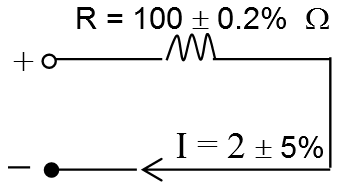 R = 100 ± 0.2% Ω
+
I = 2 ± 5%
−